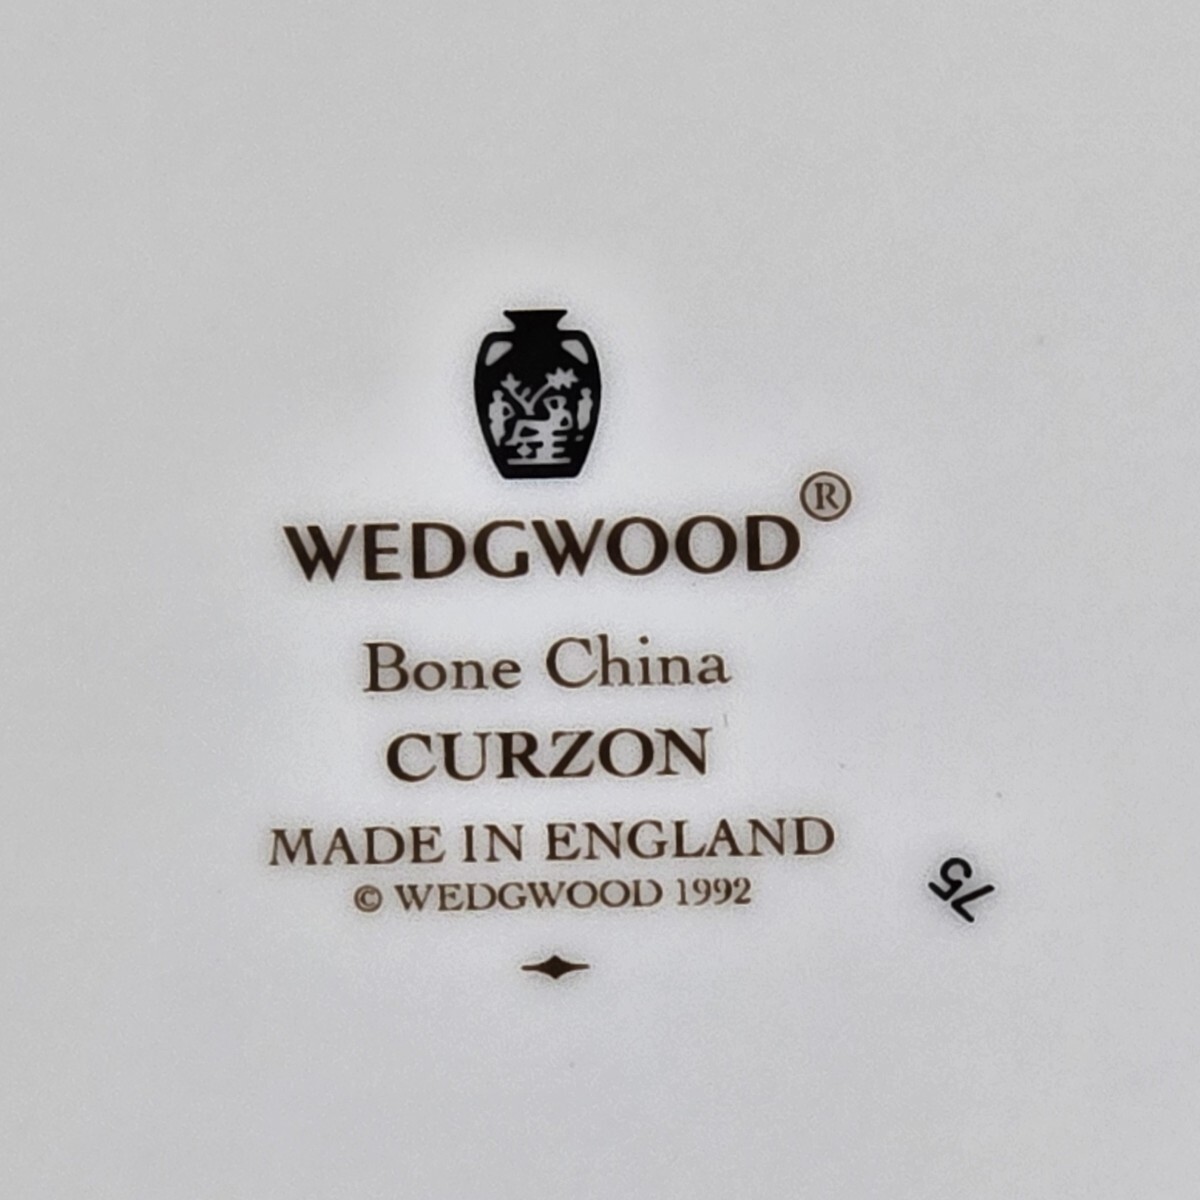 WEDGWOOD®
Bone China
CURZON
MADE IN ENGLAND
© WEDGWOOD 1992
75